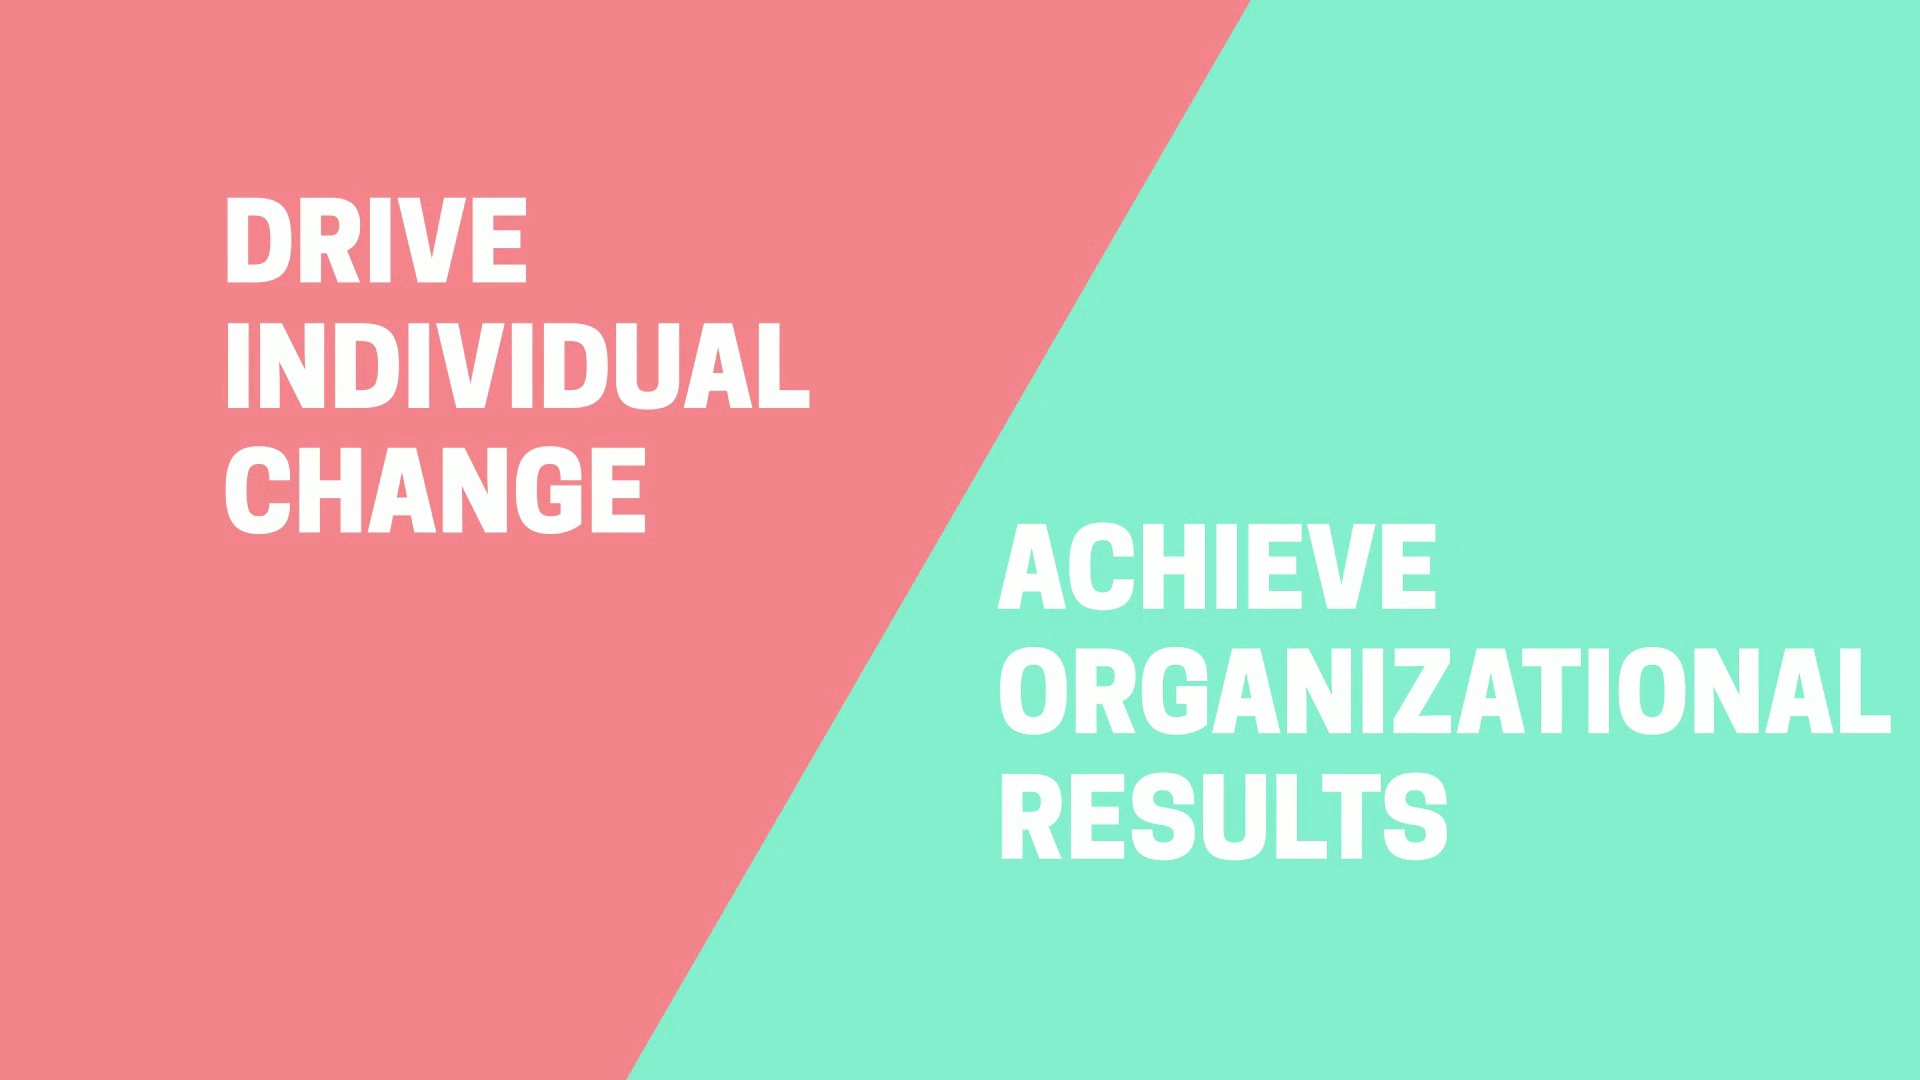 DRIVE
INDIVIDUAL
CHANGE
ACHIEVE
ORGANIZATIONAL
RESULTS